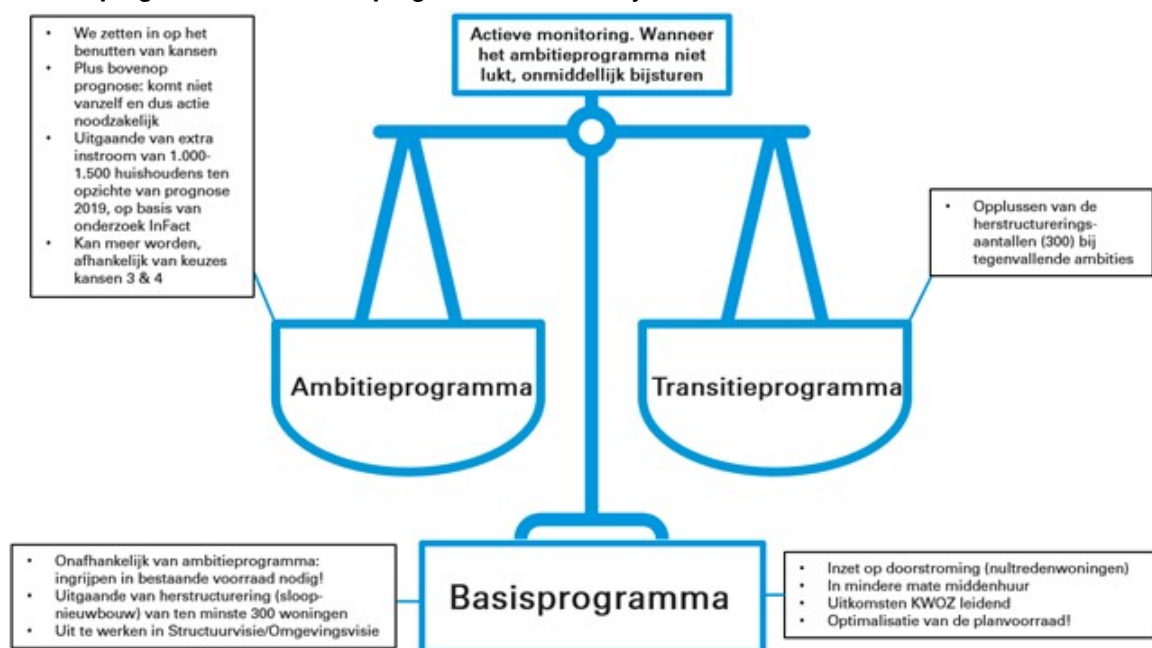 • We zetten in op het
benutten van kansen
• Plus bovenop
prognose: komt niet
vanzelf en dus actie
noodzakelijk
• Uitgaande van extra
instroom van 1.000-
1.500 huishoudens ten
opzichte van prognose
2019, op basis van
onderzoek InFact
• Kan meer worden,
afhankelijk van keuzes
kansen 3 & 4
Actieve monitoring. Wanneer
het ambitieprogramma niet
lukt, onmiddellijk bijsturen
• Opplussen van de
herstructurerings-
aantallen (300) bij
tegenvallende ambities
Ambitieprogramma
Transitieprogramma
• Onafhankelijk van ambitieprogramma:
ingrijpen in bestaande voorraad nodig!
• Uitgaande van herstructurering (sloop-
nieuwbouw) van ten minste 300 woningen
• Uit te werken in Structuurvisie/Omgevingsvisie
Basisprogramma
• Inzet op doorstroming (nultredenwoningen)
• In mindere mate middenhuur
• Uitkomsten KWOZ leidend
• Optimalisatie van de planvoorraad!